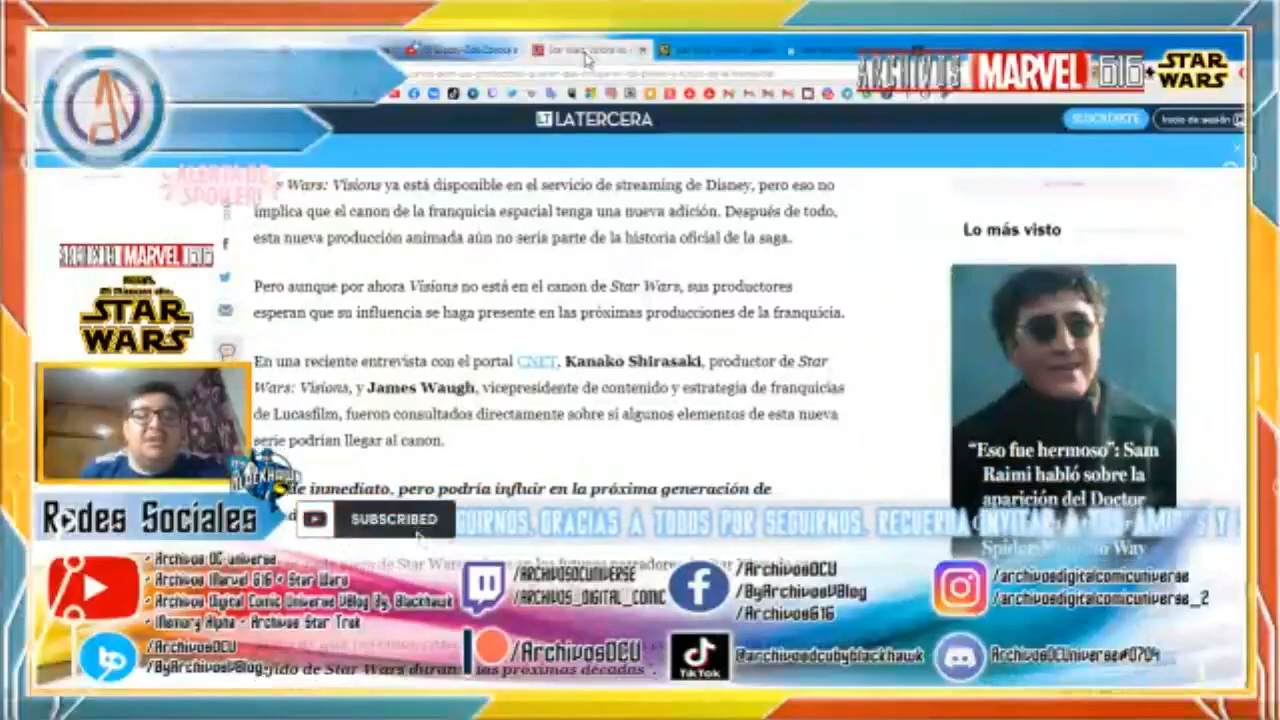 ARCHIVOS MARVEL 616 + STAR WARS
LATERCERA
SUSCRÍBETE
Inicio de sesión
ALERTA DE
SPOILER!
Wars: Visions ya está disponible en el servicio de streaming de Disney, pero eso no
implica que el canon de la franquicia espacial tenga una nueva adición. Después de todo,
esta nueva producción animada aún no sería parte de la historia oficial de la saga.
Pero aunque por ahora Visions no está en el canon de Star Wars, sus productores
esperan que su influencia se haga presente en las próximas producciones de la franquicia.
En una reciente entrevista con el portal CNET, Kanako Shirasaki, productor de Star
Wars: Visions, y James Waugh, vicepresidente de contenido y estrategia de franquicias
de Lucasfilm, fueron consultados directamente sobre si algunos elementos de esta nueva
serie podrían llegar al canon.
de inmediato, pero podría influir en la próxima generación de
ARCHIVOS MARVEL 616
STAR
WARS
Lo más visto
“Eso fue hermoso”: Sam
Raimi habló sobre la
aparición del Doctor
Way
BLACKHAWK
Redes Sociales
SUBSCRIBED
GUIRNOS, GRACIAS A TODOS POR SEGUIRNOS, RECUERDA INVITAR A TUS AMIGOS Y
- Archivos DC universe
- Archivos Marvel 616 + Star Wars
- Archivos Digital Comic Universe VBlog By Blackhawk
- Memory Alpha - Archivos Star Trek
/ARCHIVOSDCUNIVERSE
/ARCHIVOS_DIGITAL_COMIC
/ArchivosDCU
/ByArchivosVBlog
/Archivos616
/archivosdigitalcomicuniverse
/archivosdigitalcomicuniverse_2
/ArchivosDCU
/ByArchivosVBlog
/ArchivosDCU
TikTok
@archivosdcubyblackhawk
ArchivosDCUniverse#0704
ido de Star Wars durante las próximas décadas”.